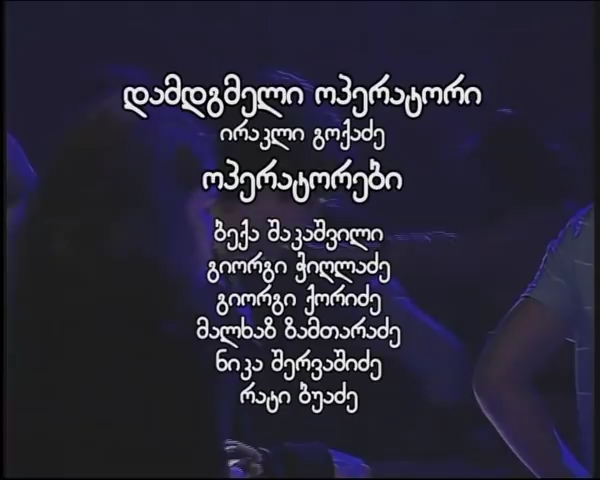 დამდგმელი ოპერატორი
ირაკლი გოქაძე
ოპერატორები
ბექა შაკაშვილი
გიორგი ჭიღლაძე
გიორგი ქორიძე
მალხაზ ზამთარაძე
ნიკა შერვაშიძე
რატი ბუაძე